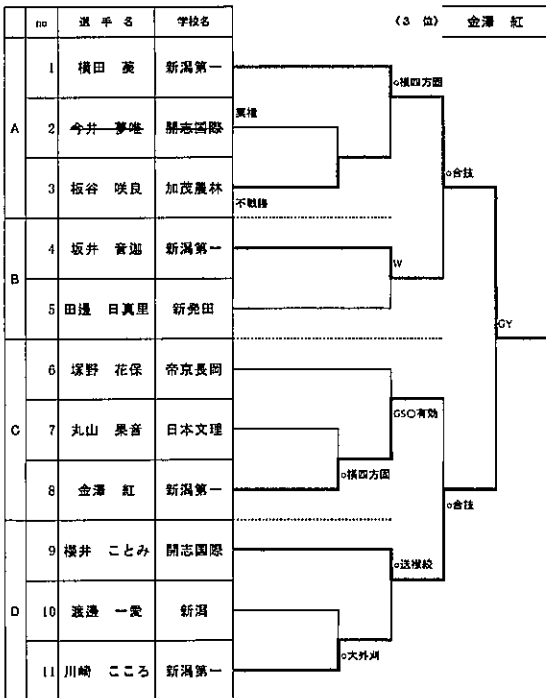 no 選手名 学校名 (3 位) 金澤 紅
A
1 横田 葵 新潟第一
○横四方固
2 今井 夢唯 開志国際 棄権
○合技
3 板谷 咲良 加茂農林 不戦勝
B
4 坂井 音迦 新潟第一
W
5 田邊 日真里 新発田
GY
C
6 塚野 花保 帝京長岡
GS○有効
7 丸山 果音 日本文理
○横四方固
8 金澤 紅 新潟第一
○合技
D
9 櫻井 ことみ 開志国際
○送襟絞
10 渡邊 一愛 新潟
○大外刈
11 川崎 こころ 新潟第一